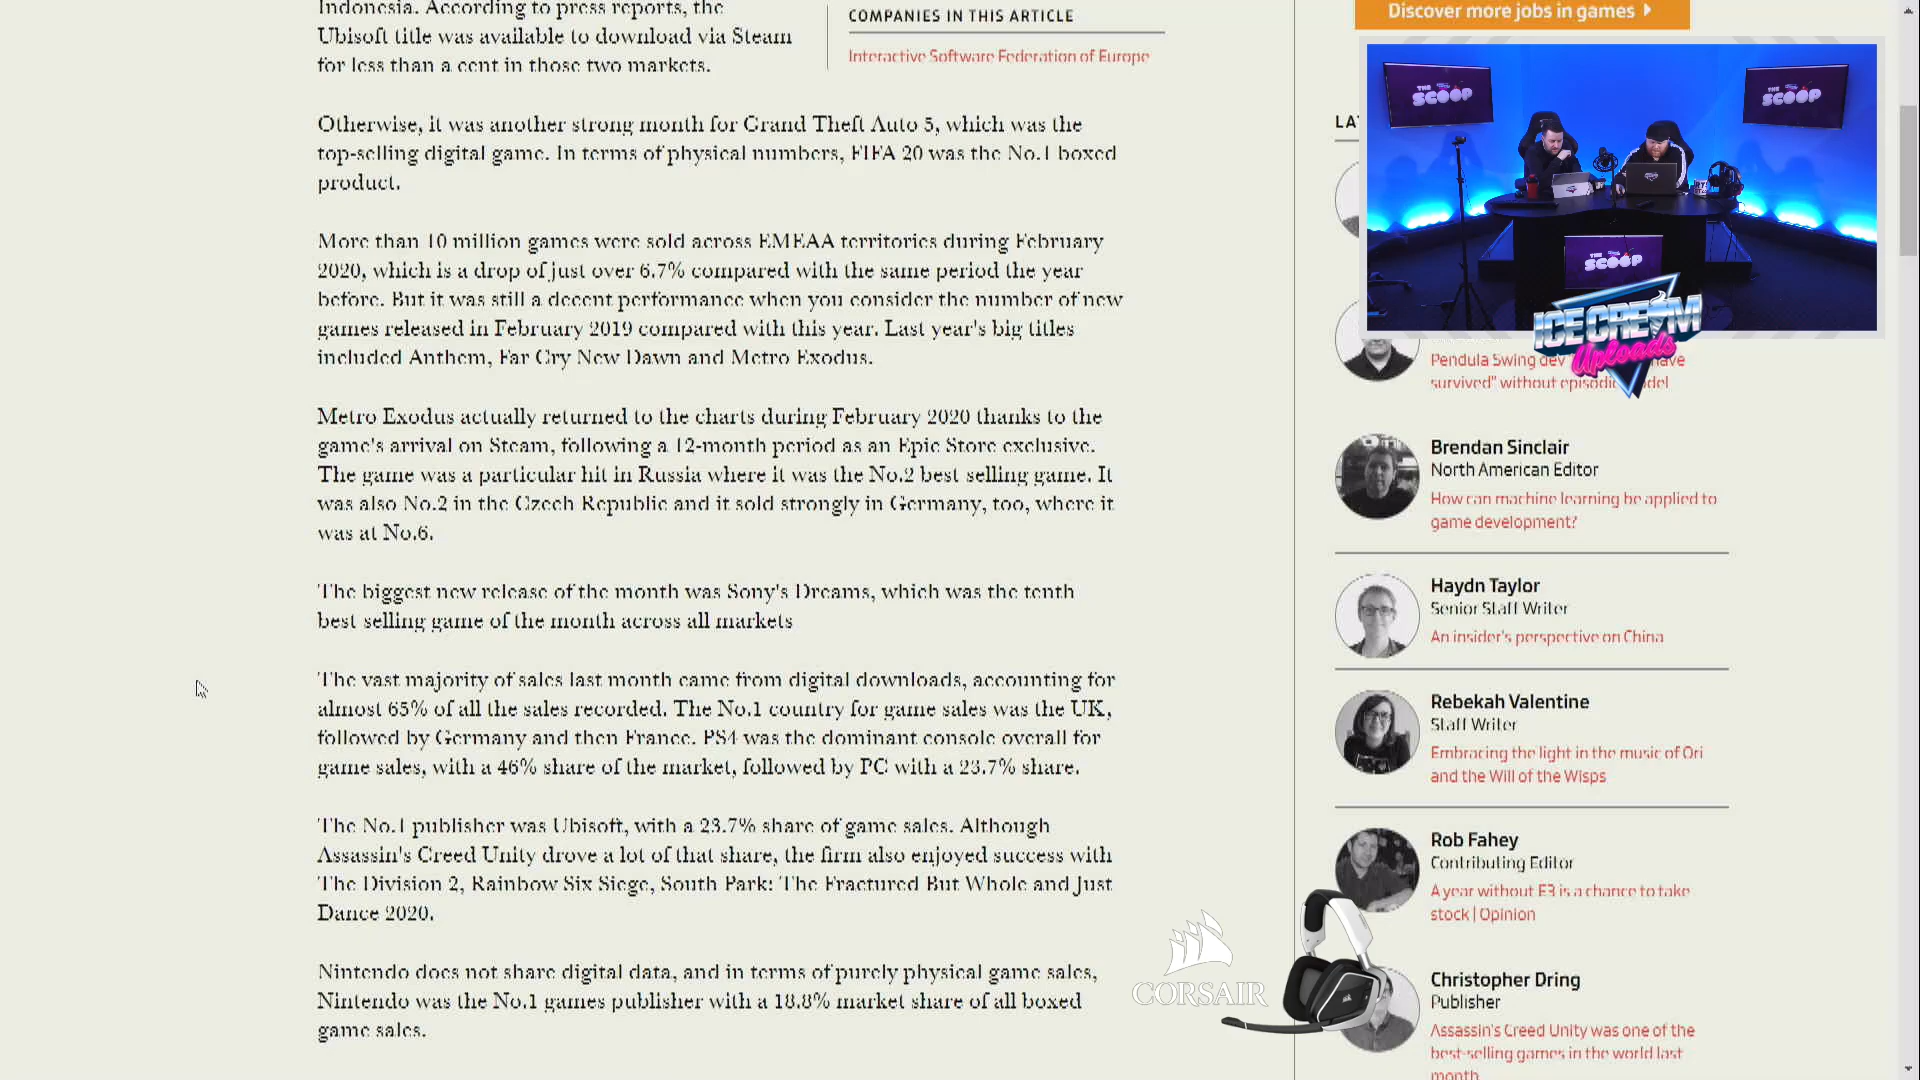 Indonesia. According to press reports, the
Ubisoft title was available to download via Steam
for less than a cent in those two markets.
COMPANIES IN THIS ARTICLE
Interactive Software Federation of Europe
Otherwise, it was another strong month for Grand Theft Auto 5, which was the
top-selling digital game. In terms of physical numbers, FIFA 20 was the No.1 boxed
product.
More than 10 million games were sold across EMEAA territories during February
2020, which is a drop of just over 6.7% compared with the same period the year
before. But it was still a decent performance when you consider the number of new
games released in February 2019 compared with this year. Last year's big titles
included Anthem, Far Cry New Dawn and Metro Exodus.
Metro Exodus actually returned to the charts during February 2020 thanks to the
game's arrival on Steam, following a 12-month period as an Epic Store exclusive.
The game was a particular hit in Russia where it was the No.2 best selling game. It
was also No.2 in the Czech Republic and it sold strongly in Germany, too, where it
was at No.6.
The biggest new release of the month was Sony's Dreams, which was the tenth
best selling game of the month across all markets
The vast majority of sales last month came from digital downloads, accounting for
almost 65% of all the sales recorded. The No.1 country for game sales was the UK,
followed by Germany and then France. PS4 was the dominant console overall for
game sales, with a 46% share of the market, followed by PC with a 23.7% share.
The No.1 publisher was Ubisoft, with a 23.7% share of game sales. Although
Assassin's Creed Unity drove a lot of that share, the firm also enjoyed success with
The Division 2, Rainbow Six Siege, South Park: The Fractured But Whole and Just
Dance 2020.
Nintendo does not share digital data, and in terms of purely physical game sales,
Nintendo was the No.1 games publisher with a 18.8% market share of all boxed
game sales.
CORSAIR
Discover more jobs in games
LA
THE SCOOP
THE SCOOP
THE SCOOP
ICE CREAM
Uploads
Pendula Swing dev have
survived" without episodic
Brendan Sinclair
North American Editor
How can machine learning be applied to
game development?
Haydn Taylor
Senior Staff Writer
An insider's perspective on China
Rebekah Valentine
Staff Writer
Embracing the light in the music of Ori
and the Will of the Wisps
Rob Fahey
Contributing Editor
A year without E3 is a chance to take
stock | Opinion
Christopher Dring
Publisher
Assassin's Creed Unity was one of the
best-selling games in the world last
month